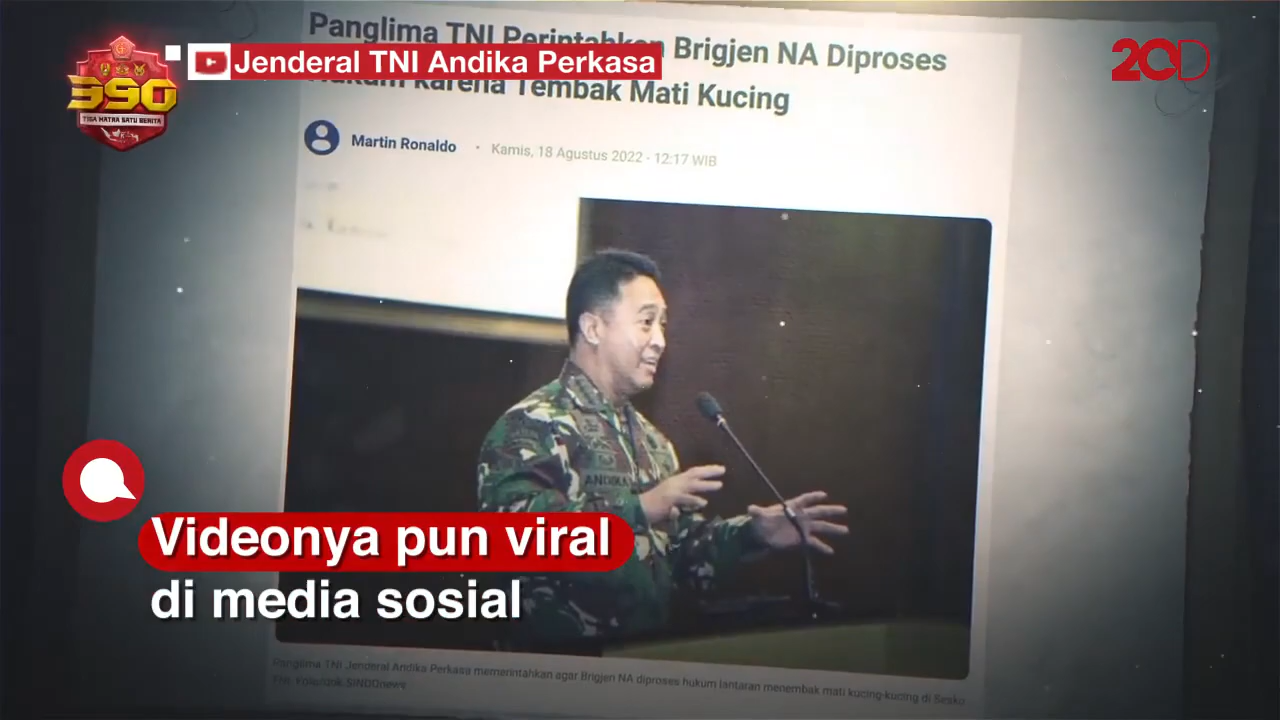 Panglima TNI Perintahkan Brigjen NA Diproses
Hukum karena Tembak Mati Kucing
Jenderal TNI Andika Perkasa
390
TIGA MATRA SATU BERITA
20D
Martin Ronaldo • Kamis, 18 Agustus 2022 - 12:17 WIB
ANDIKA
Videonya pun viral
di media sosial
Panglima TNI Jenderal Andika Perkasa memerintahkan agar Brigjen NA diproses hukum lantaran menembak mati kucing-kucing di Sesko
TNI. Foto/dok.SINDOnews